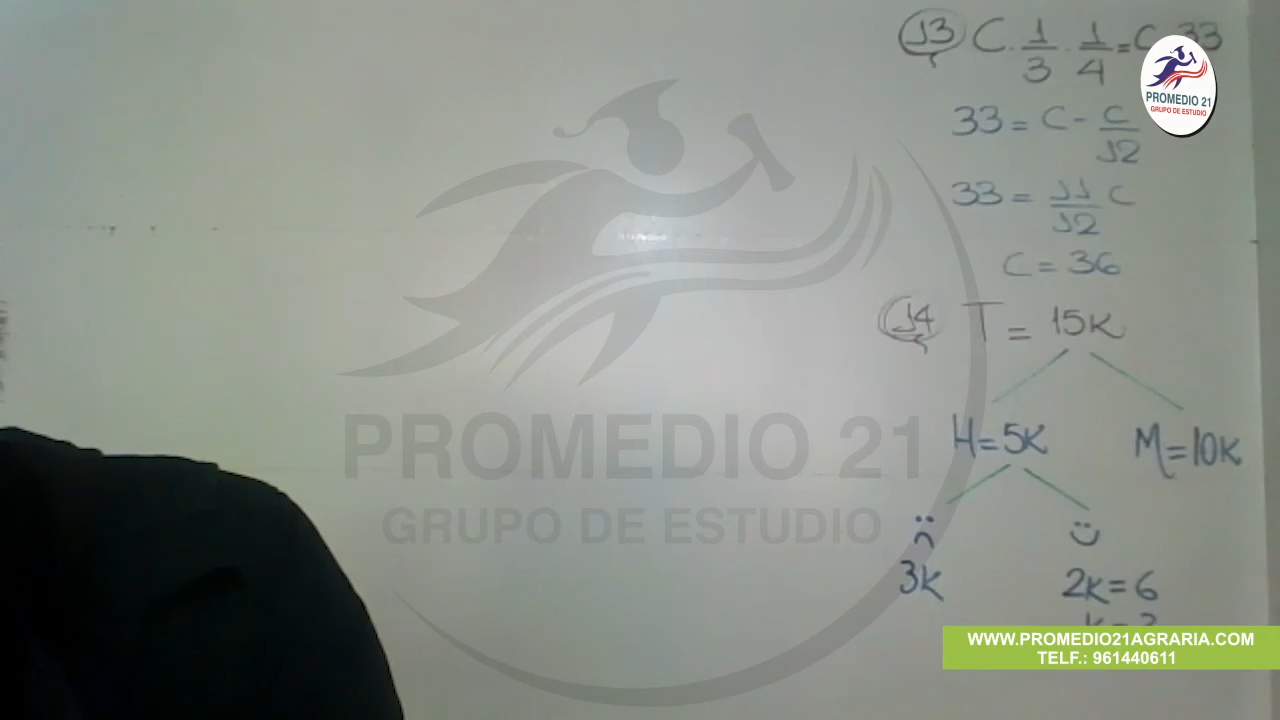 13 C. 1/3 . 1/4 = C 33
33 = C - C/12
33 = 11/12 C
C = 36
14 T = 15K
H=5K M=10K
3K 2K=6
PROMEDIO 21
GRUPO DE ESTUDIO
PROMEDIO 21
GRUPO DE ESTUDIO
WWW.PROMEDIO21AGRARIA.COM
TELF.: 961440611